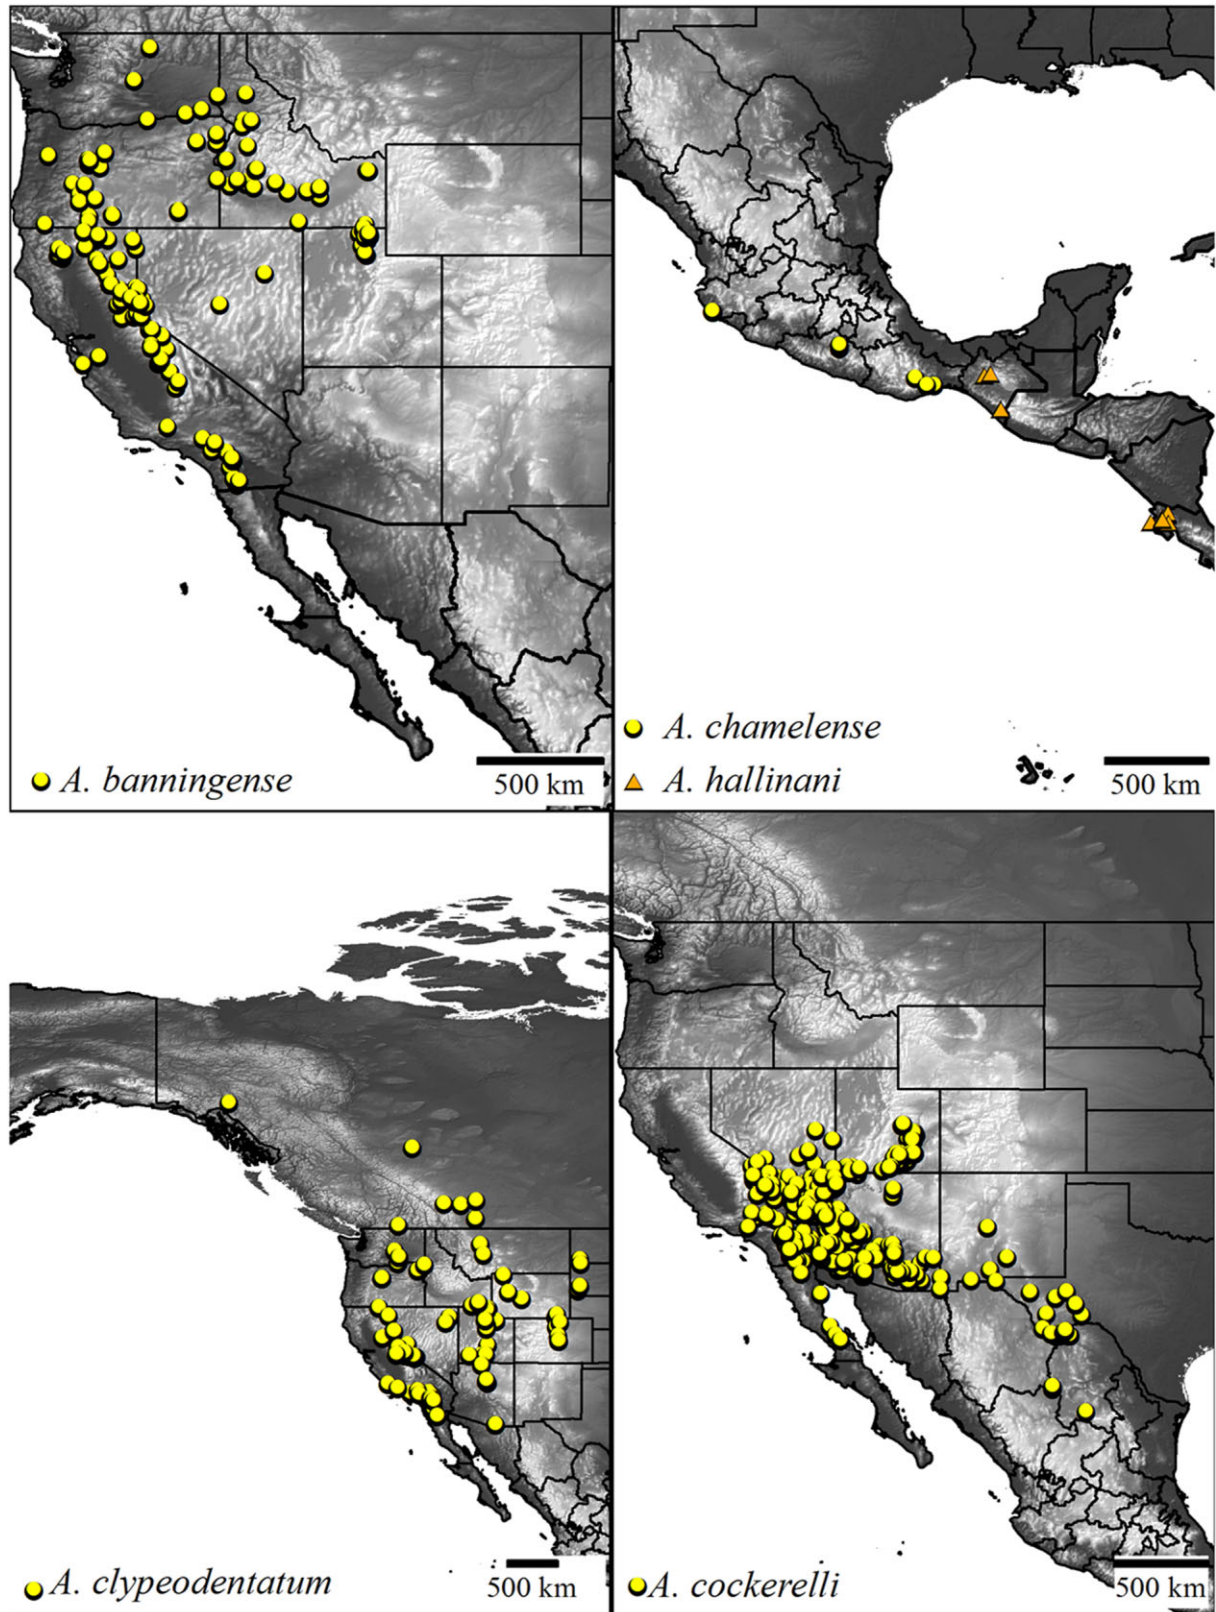 A. banningense
500 km
A. chamelense
A. hallinani
500 km
A. clypeodentatum
500 km
A. cockerelli
500 km